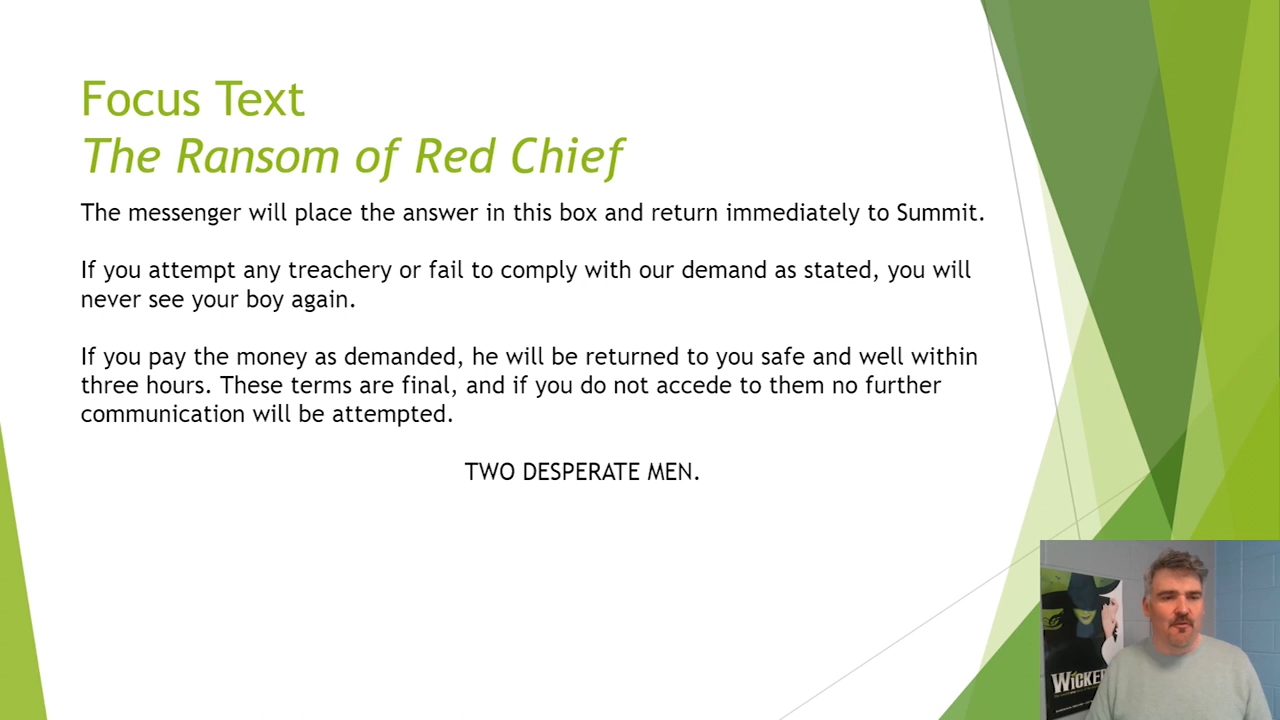 Focus Text
The Ransom of Red Chief
The messenger will place the answer in this box and return immediately to Summit.
If you attempt any treachery or fail to comply with our demand as stated, you will
never see your boy again.
If you pay the money as demanded, he will be returned to you safe and well within
three hours. These terms are final, and if you do not accede to them no further
communication will be attempted.
TWO DESPERATE MEN.
WICKED